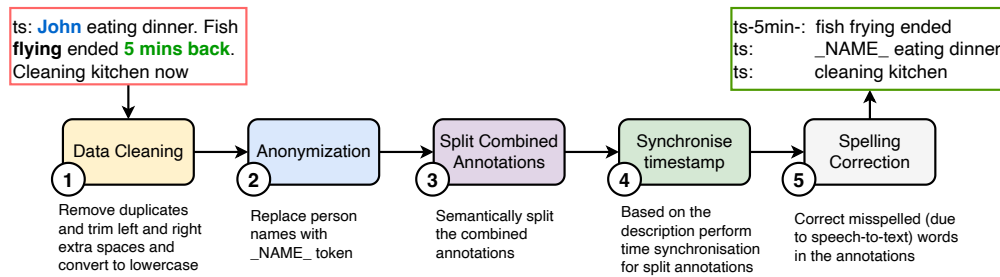 ts: John eating dinner. Fish
flying ended 5 mins back.
Cleaning kitchen now
ts-5min-: fish frying ended
ts: _NAME_ eating dinner
ts: cleaning kitchen
Data Cleaning
1
Remove duplicates
and trim left and right
extra spaces and
convert to lowercase
Anonymization
2
Replace person
names with
_NAME_ token
Split Combined
Annotations
3
Semantically split
the combined
annotations
Synchronise
timestamp
4
Based on the
description perform
time synchronisation
for split annotations
Spelling
Correction
5
Correct misspelled (due
to speech-to-text) words
in the annotations